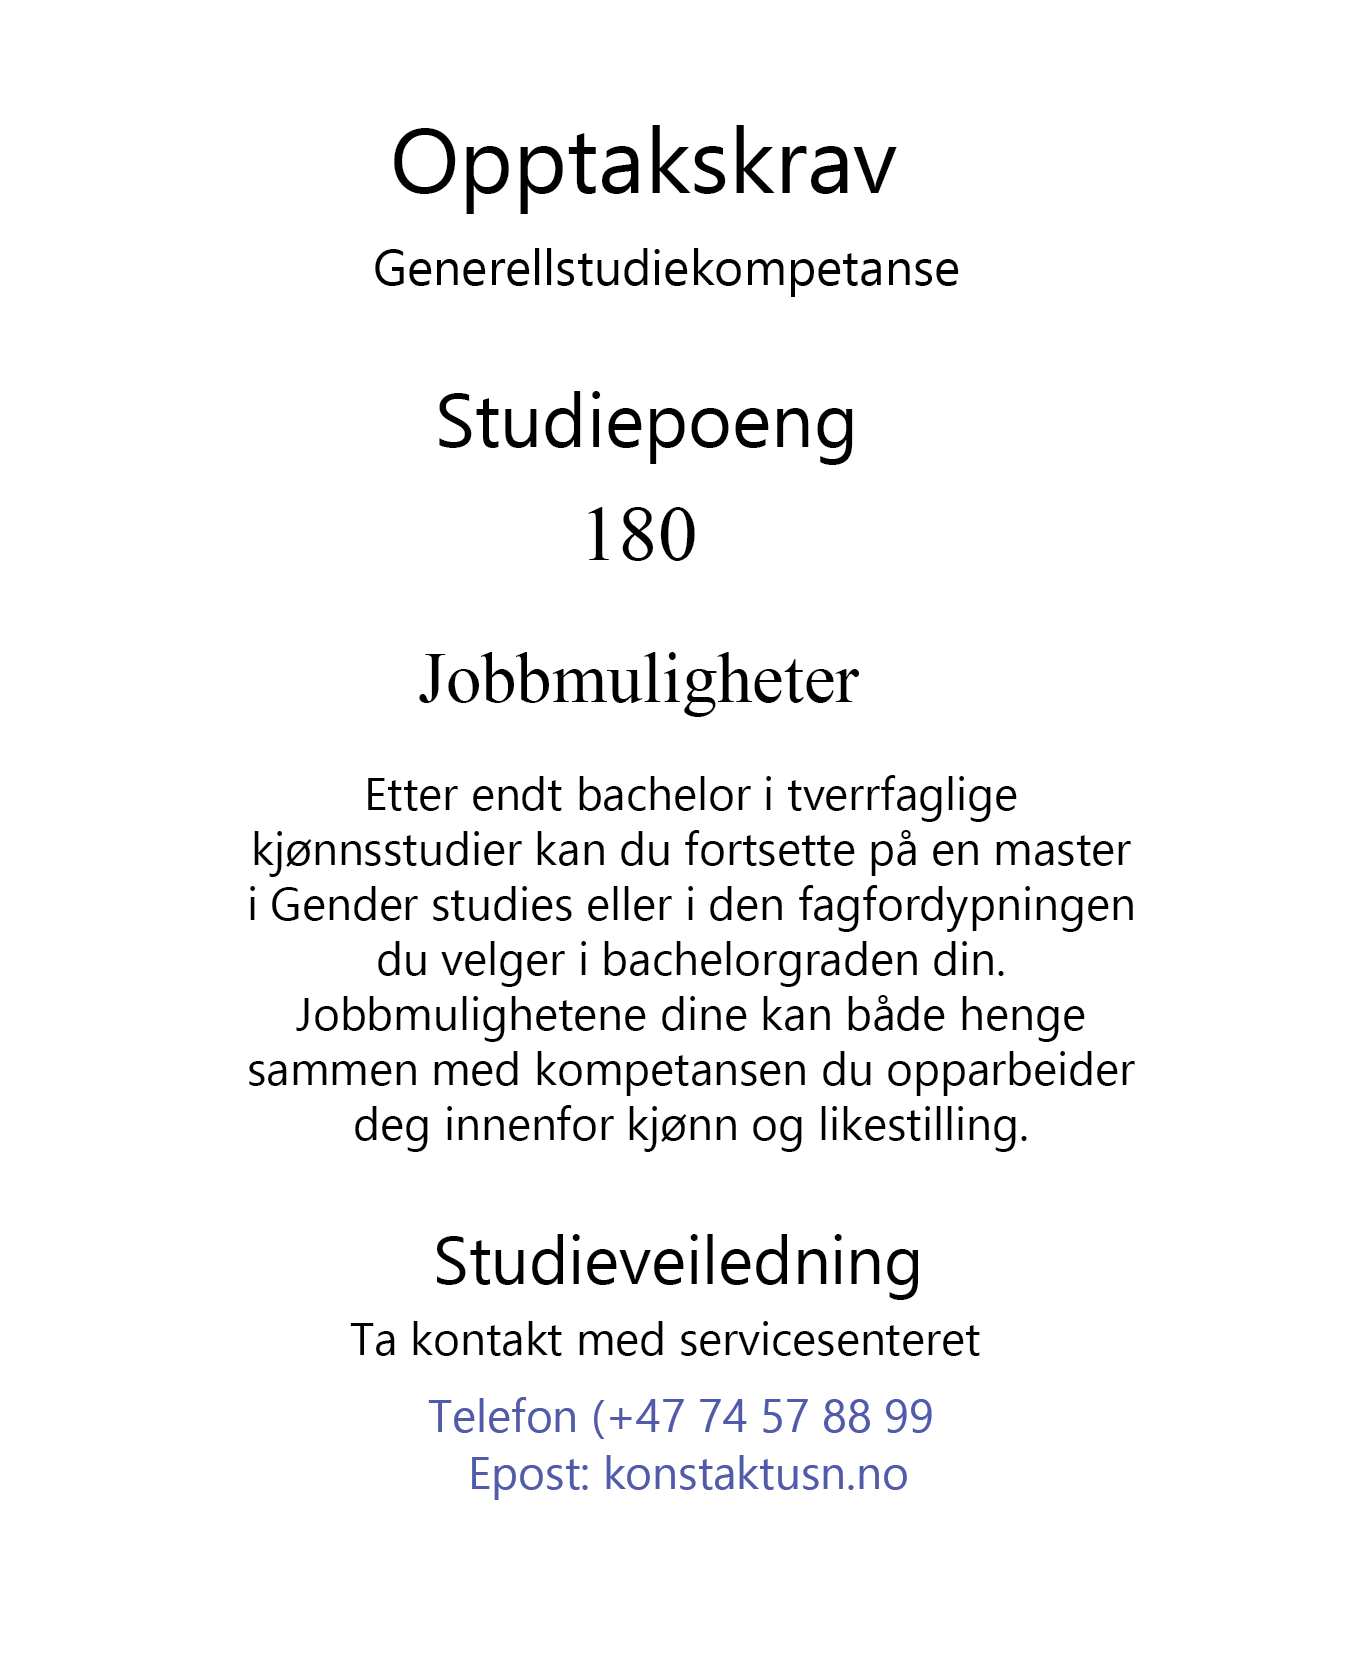 Opptakskrav
Generellstudiekompetanse
Studiepoeng
180
Jobbmuligheter
Etter endt bachelor i tverrfaglige
kjønnsstudier kan du fortsette på en master
i Gender studies eller i den fagfordypningen
du velger i bachelorgraden din.
Jobbmulighetene dine kan både henge
sammen med kompetansen du opparbeider
deg innenfor kjønn og likestilling.
Studieveiledning
Ta kontakt med servicesenteret
Telefon (+47 74 57 88 99
Epost: konstaktusn.no